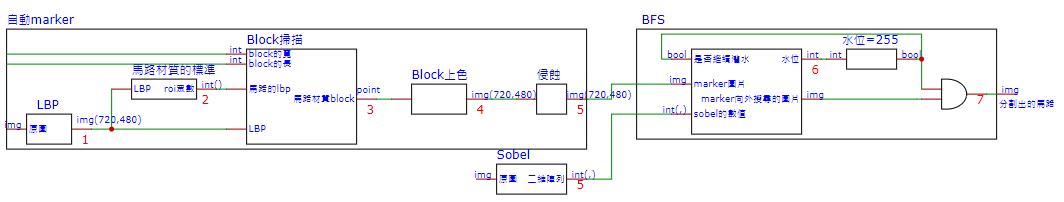 自動marker
BFS
Block掃描
水位=255
int
block的寬
bool
int
int
bool
int
block的長
是否繼續灌水
水位
馬路材質的標準
Block上色
侵蝕
6
LBP
roi眾數
int()
馬路的lbp
img
marker圖片
2
馬路材質block
point
img(720,480)
img(720,480)
marker向外搜尋的圖片
img
img
LBP
3
4
5
int(,)
sobel的數值
7
分割出的馬路
img
原圖
img(720,480)
LBP
1
Sobel
img
原圖
二維陣列
int(,)
5